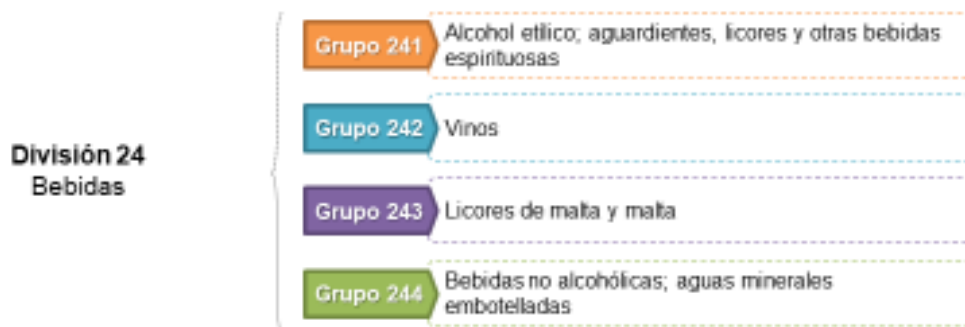 División 24
Bebidas
Grupo 241
Alcohol etílico; aguardientes, licores y otras bebidas
espirituosas
Grupo 242
Vinos
Grupo 243
Licores de malta y malta
Grupo 244
Bebidas no alcohólicas; aguas minerales
embotelladas